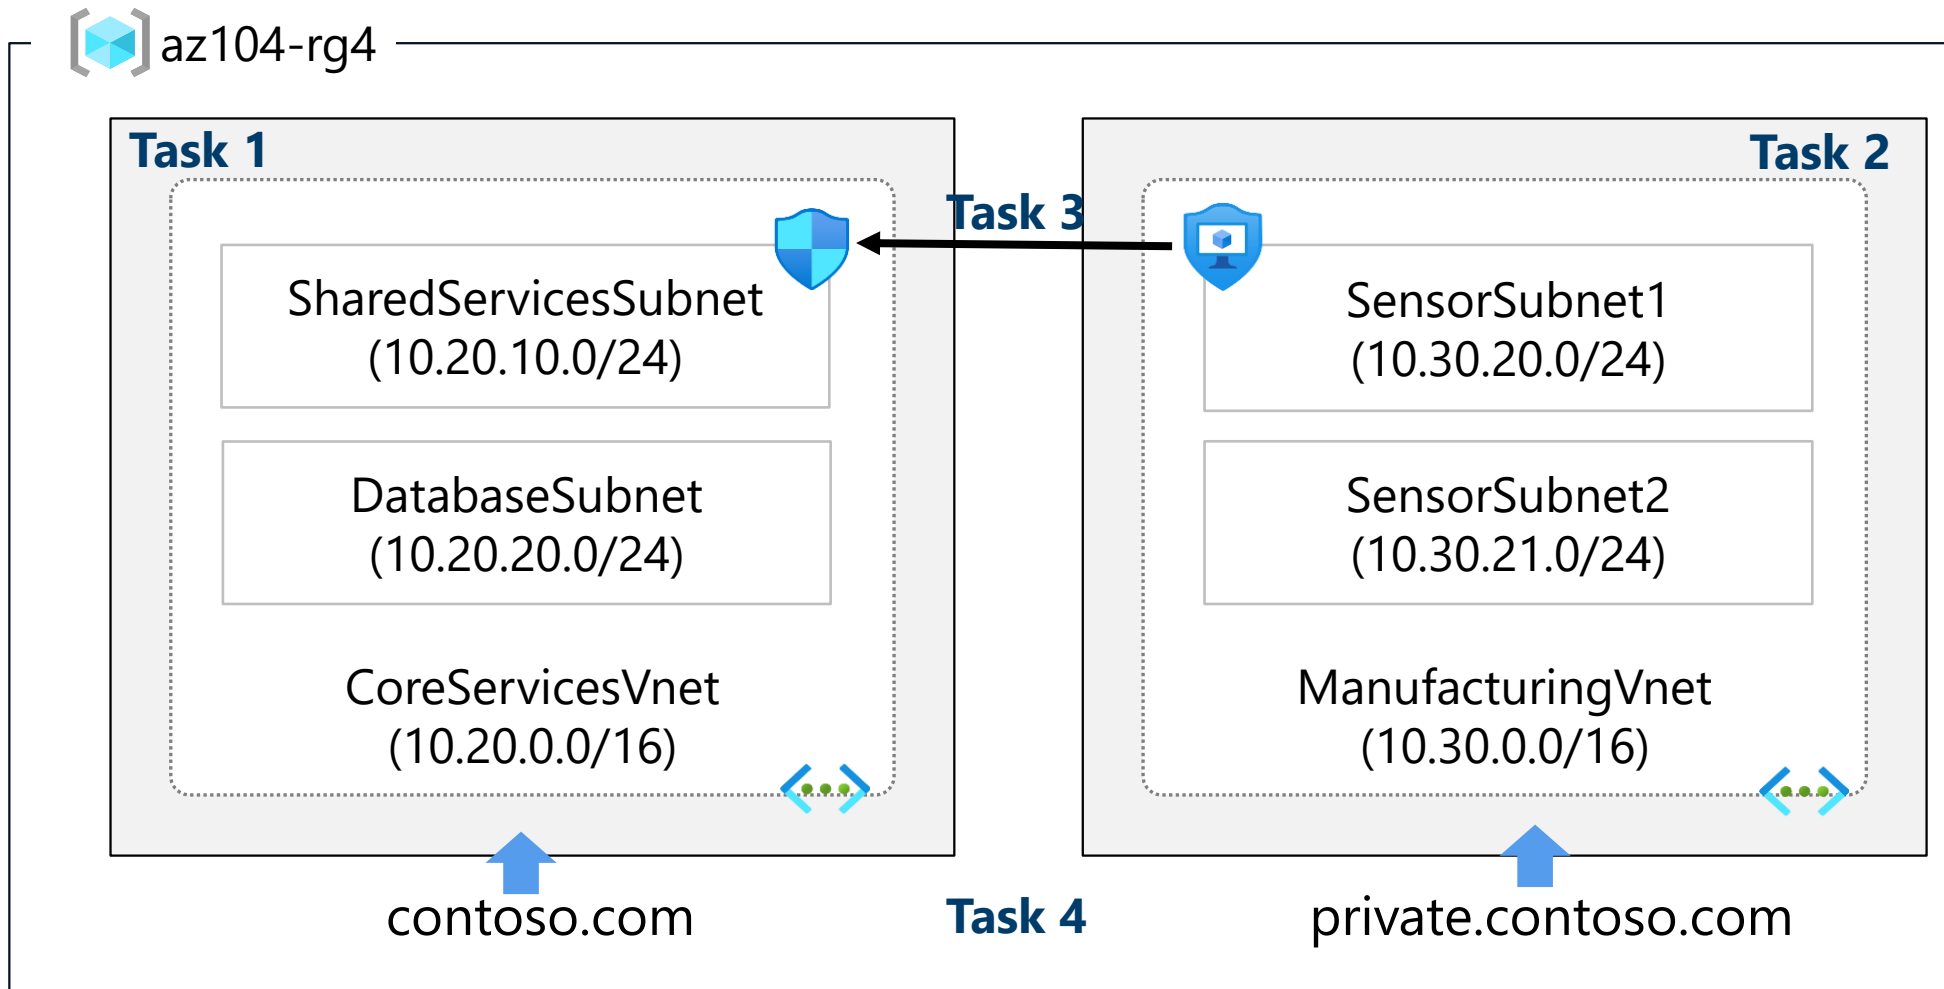 az104-rg4
Task 1
Task 2
Task 3
SharedServicesSubnet
(10.20.10.0/24)
DatabaseSubnet
(10.20.20.0/24)
CoreServicesVnet
(10.20.0.0/16)
SensorSubnet1
(10.30.20.0/24)
SensorSubnet2
(10.30.21.0/24)
ManufacturingVnet
(10.30.0.0/16)
contoso.com
Task 4
private.contoso.com